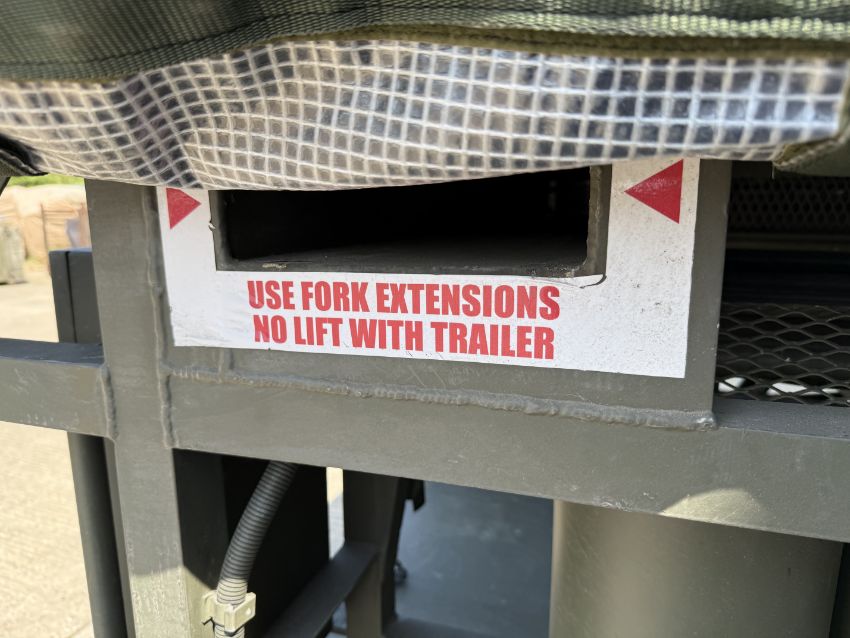 USE FORK EXTENSIONS
NO LIFT WITH TRAILER